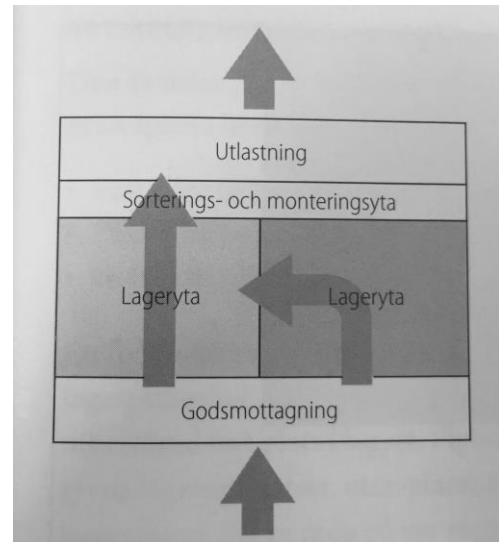 Utlastning
Sorterings- och monteringsyta
Lageryta
Lageryta
Godsmottagning